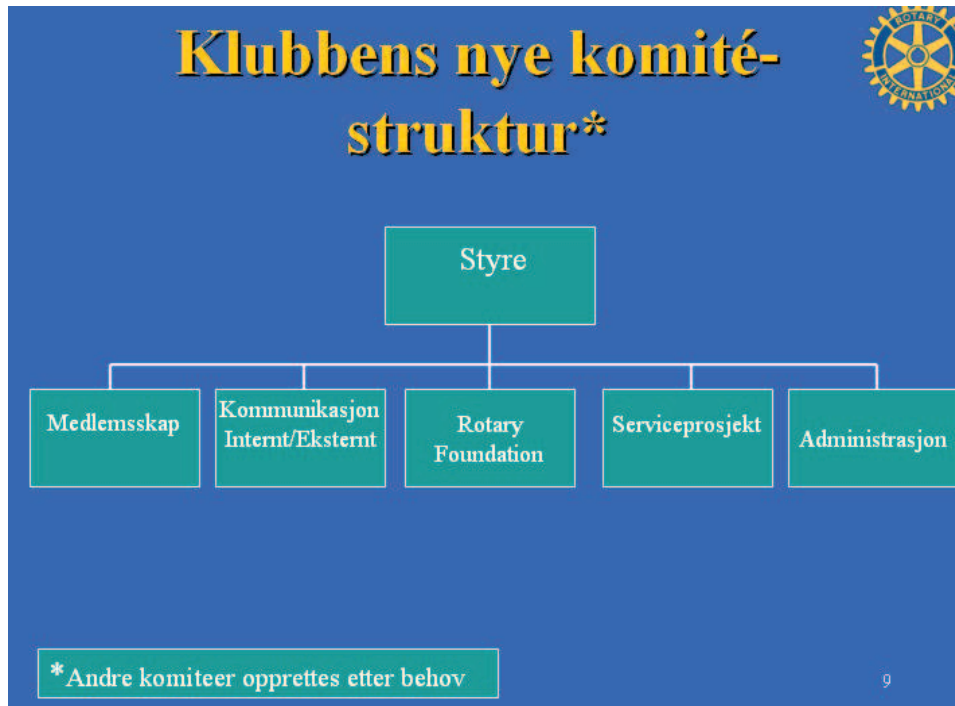 Klubbens nye komité-
struktur*
ROTARY
INTERNATIONAL
Styre
Medlemsskap
Kommunikasjon
Internt/Eksternt
Rotary
Foundation
Serviceprosjekt
Administrasjon
*Andre komiteer opprettes etter behov
9